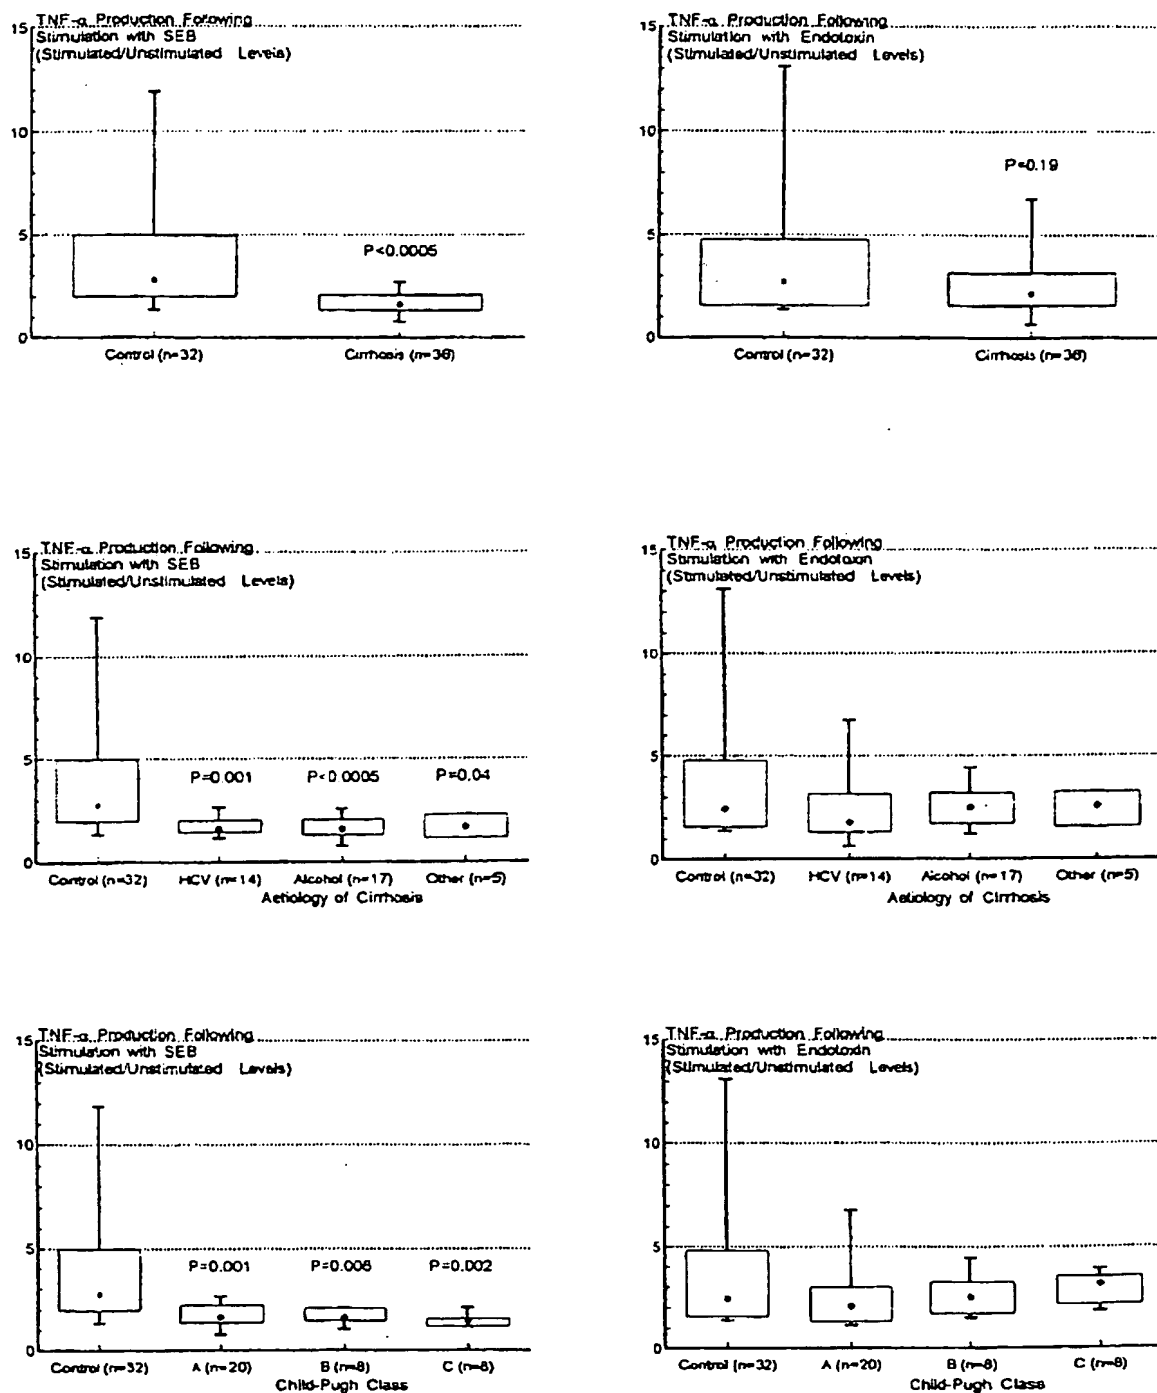 TNF-α Production Following
Stimulation with SEB
(Stimulated/Unstimulated Levels)
15
10
5
0
P<0.0005
Control (n=32)
Cirrhosis (n=36)
TNF-α Production Following
Stimulation with Endotoxin
(Stimulated/Unstimulated Levels)
15
10
5
0
P=0.19
Control (n=32)
Cirrhosis (n=36)
TNF-α Production Following
Stimulation with SEB
(Stimulated/Unstimulated Levels)
15
10
5
0
P=0.001
P<0.0005
P=0.04
Control (n=32)
HCV (n=14)
Alcohol (n=17)
Other (n=5)
Aetiology of Cirrhosis
TNF-α Production Following
Stimulation with Endotoxin
(Stimulated/Unstimulated Levels)
15
10
5
0
Control (n=32)
HCV (n=14)
Alcohol (n=17)
Other (n=5)
Aetiology of Cirrhosis
TNF-α Production Following
Stimulation with SEB
(Stimulated/Unstimulated Levels)
15
10
5
0
P=0.001
P=0.006
P=0.002
Control (n=32)
A (n=20)
B (n=8)
C (n=8)
Child-Pugh Class
TNF-α Production Following
Stimulation with Endotoxin
(Stimulated/Unstimulated Levels)
15
10
5
0
Control (n=32)
A (n=20)
B (n=8)
C (n=8)
Child-Pugh Class